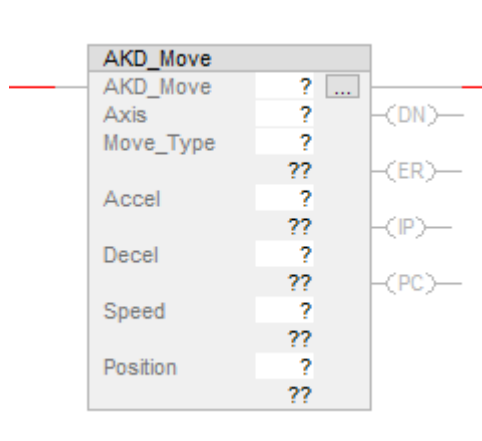 AKD_Move
AKD_Move ? ...
Axis ? (DN)
Move_Type ?
?? (ER)
Accel ?
?? (IP)
Decel ?
?? (PC)
Speed ?
??
Position ?
??